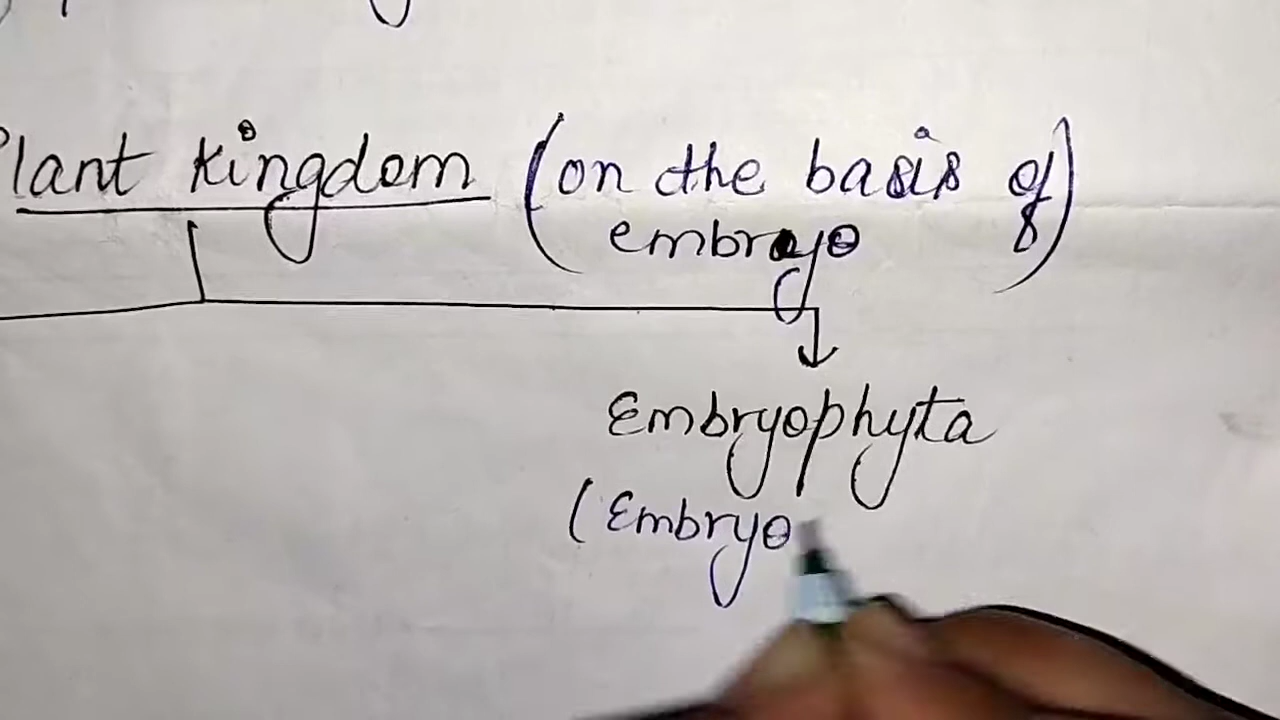 Plant Kingdom (on the basis of
embryo)
Embryophyta
(Embryo